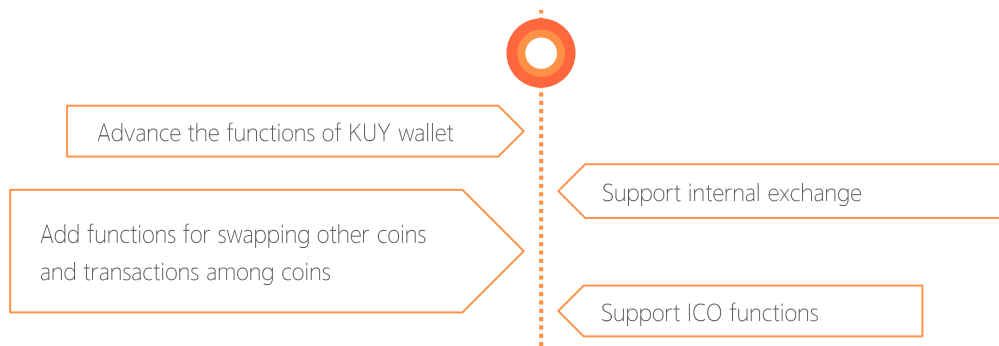 Advance the functions of KUY wallet
Support internal exchange
Add functions for swapping other coins
and transactions among coins
Support ICO functions